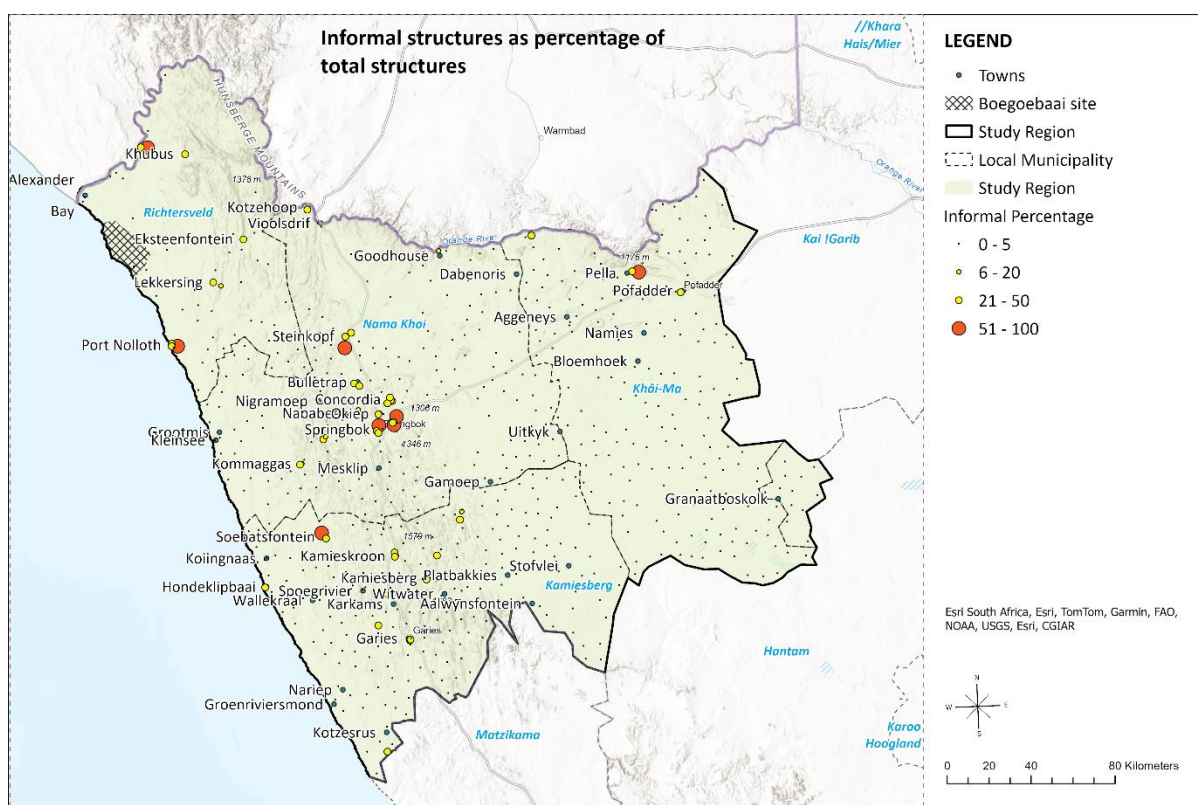 Informal structures as percentage of
total structures
//Khara
Hais/Mier
HUNSBERGE MOUNTAINS
Warmbad
Khubus
Orange River
Alexander
Bay
1378 m
Richtersveld
Kotzehoop
Vioolsdrif
Kai !Garib
Eksteenfontein
Orange River
Goodhouse
Dabenoris
1176 m
Pella
Lekkersing
Pofadder
Pofadder
Aggeneys
Nama Khoi
Steinkopf
Namies
Port Nolloth
Bloemhoek
Bulletrap
Khâi-Ma
Nigramoep
Concordia
Nababeep
Okiep
1306 m
Springbok
Grootmis
Kleinsee
1346 m
Uitkyk
Kommaggas
Mesklip
Gamoep
Granaatboskolk
Soebatsfontein
1579 m
Koiingnaas
Kamieskroon
Stofvlei
Hondeklipbaai
Kamiesberg
Platbakkies
Kamiesberg
Spoegrivier
Witwater
Wallekraal
Karkams
Aalwynsfontein
Garies
Garies
Hantam
Nariep
Groenriviersmond
Kotzesrus
Matzikama
Karoo
Hoogland
LEGEND
Towns
Boegoebaai site
Study Region
Local Municipality
Study Region
Informal Percentage
0 - 5
6 - 20
21 - 50
51 - 100
Esri South Africa, Esri, TomTom, Garmin, FAO,
NOAA, USGS, Esri, CGIAR
N
W E
S
0 20 40 80 Kilometers